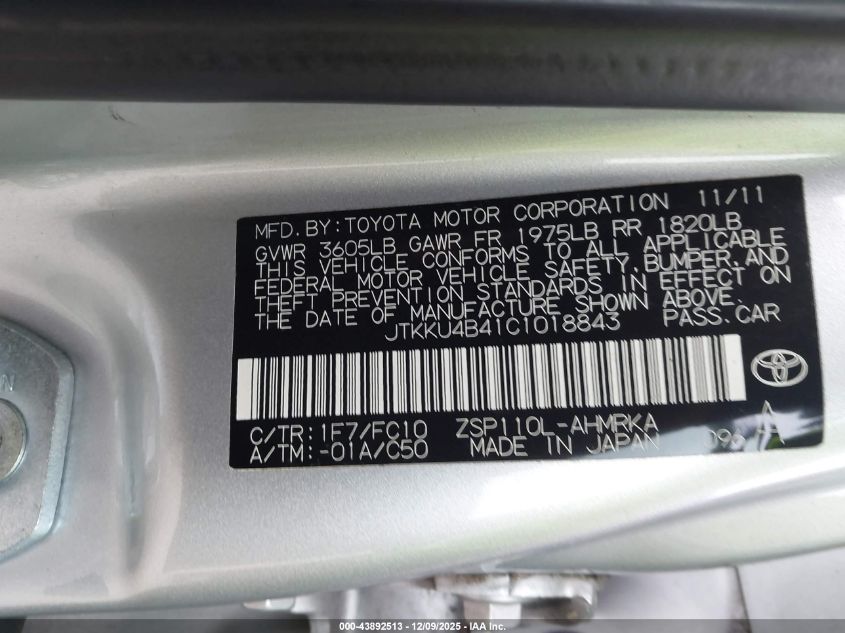 MFD. BY: TOYOTA MOTOR CORPORATION 11/11
GVWR 3605LB GAWR FR 1975LB RR 1820LB
THIS VEHICLE CONFORMS TO ALL APPLICABLE
FEDERAL MOTOR VEHICLE SAFETY, BUMPER, AND
THEFT PREVENTION STANDARDS IN EFFECT ON
THE DATE OF MANUFACTURE SHOWN ABOVE.
JTKKU4B41C1018843 PASS. CAR
C/TR: 1F7/FC10 ZSP110L-AHMRKA
A/TM: -01A/C50 MADE IN JAPAN
000-43892513 | 12/09/2025 | IAA Inc.